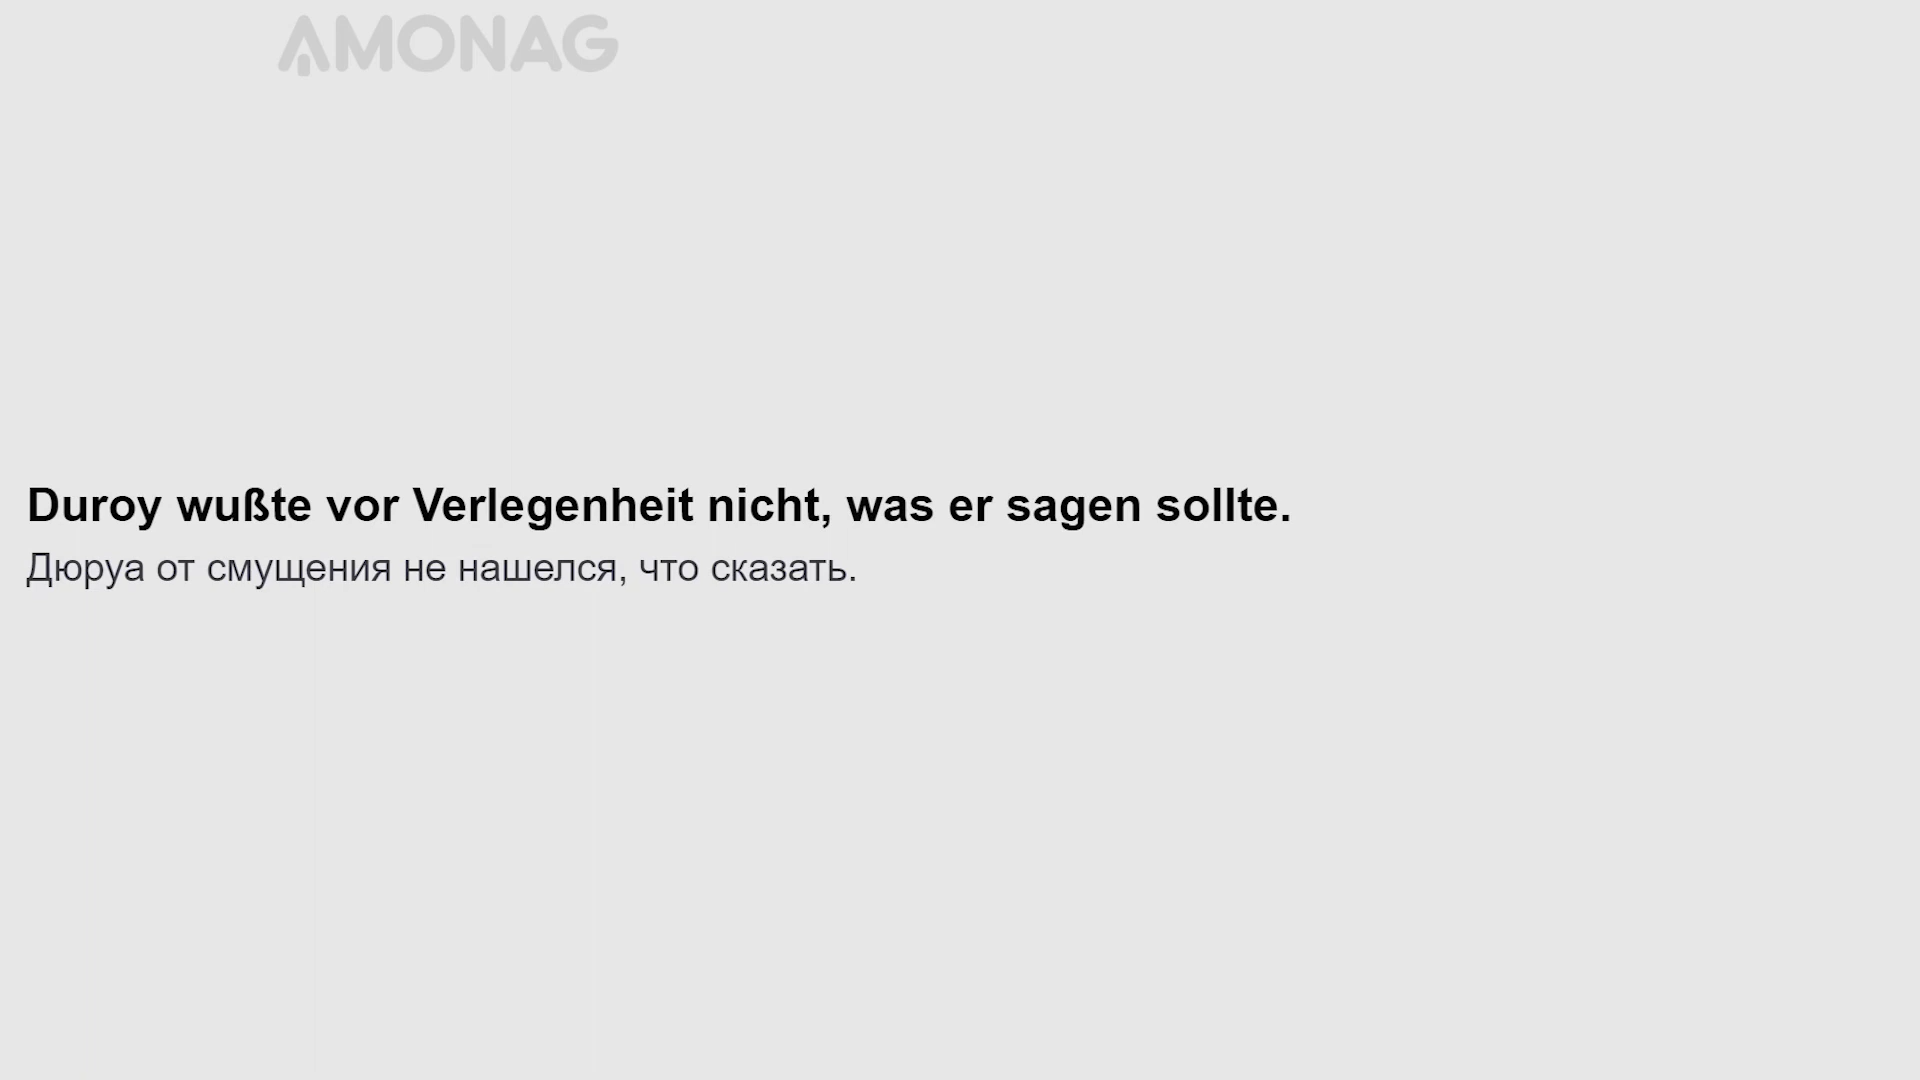 AMONAG
Duroy wußte vor Verlegenheit nicht, was er sagen sollte.
Дюруа от смущения не нашелся, что сказать.